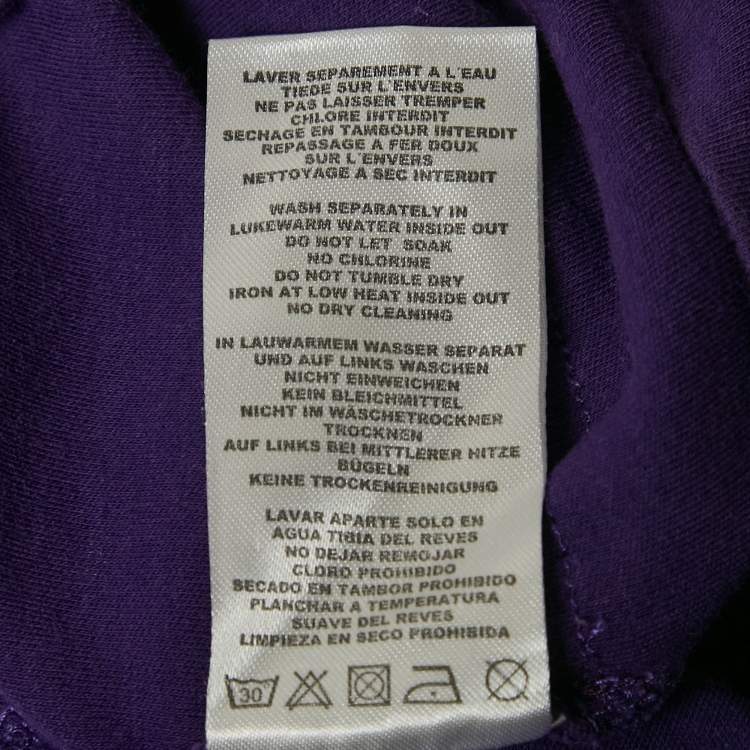 LAVER SEPAREMENT A L'EAU
TIEDE SUR L'ENVERS
NE PAS LAISSER TREMPER
CHLORE INTERDIT
SECHAGE EN TAMBOUR INTERDIT
REPASSAGE A FER DOUX
SUR L'ENVERS
NETTOYAGE A SEC INTERDIT
WASH SEPARATELY IN
LUKEWARM WATER INSIDE OUT
DO NOT LET SOAK
NO CHLORINE
DO NOT TUMBLE DRY
IRON AT LOW HEAT INSIDE OUT
NO DRY CLEANING
IN LAUWARMEM WASSER SEPARAT
UND AUF LINKS WASCHEN
NICHT EINWEICHEN
KEIN BLEICHMITTEL
NICHT IM WÄSCHETROCKNER
TROCKNEN
AUF LINKS BEI MITTLERER HITZE
BÜGELN
KEINE TROCKENREINIGUNG
LAVAR APARTE SOLO EN
AGUA TIBIA DEL REVES
NO DEJAR REMOJAR
CLORO PROHIBIDO
SECADO EN TAMBOR PROHIBIDO
PLANCHAR A TEMPERATURA
SUAVE DEL REVES
LIMPIEZA EN SECO PROHIBIDA
30